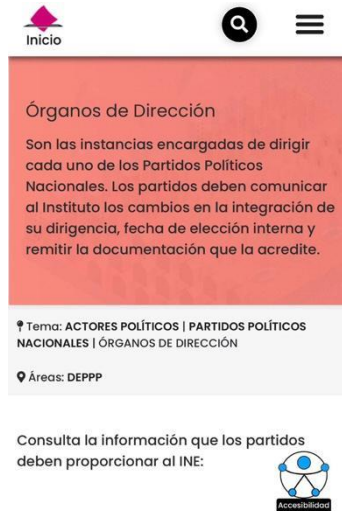 Inicio
Órganos de Dirección
Son las instancias encargadas de dirigir
cada uno de los Partidos Políticos
Nacionales. Los partidos deben comunicar
al Instituto los cambios en la integración de
su dirigencia, fecha de elección interna y
remitir la documentación que la acredite.
Tema: ACTORES POLÍTICOS | PARTIDOS POLÍTICOS
NACIONALES | ÓRGANOS DE DIRECCIÓN
Áreas: DEPPP
Consulta la información que los partidos
deben proporcionar al INE:
Accesibilidad